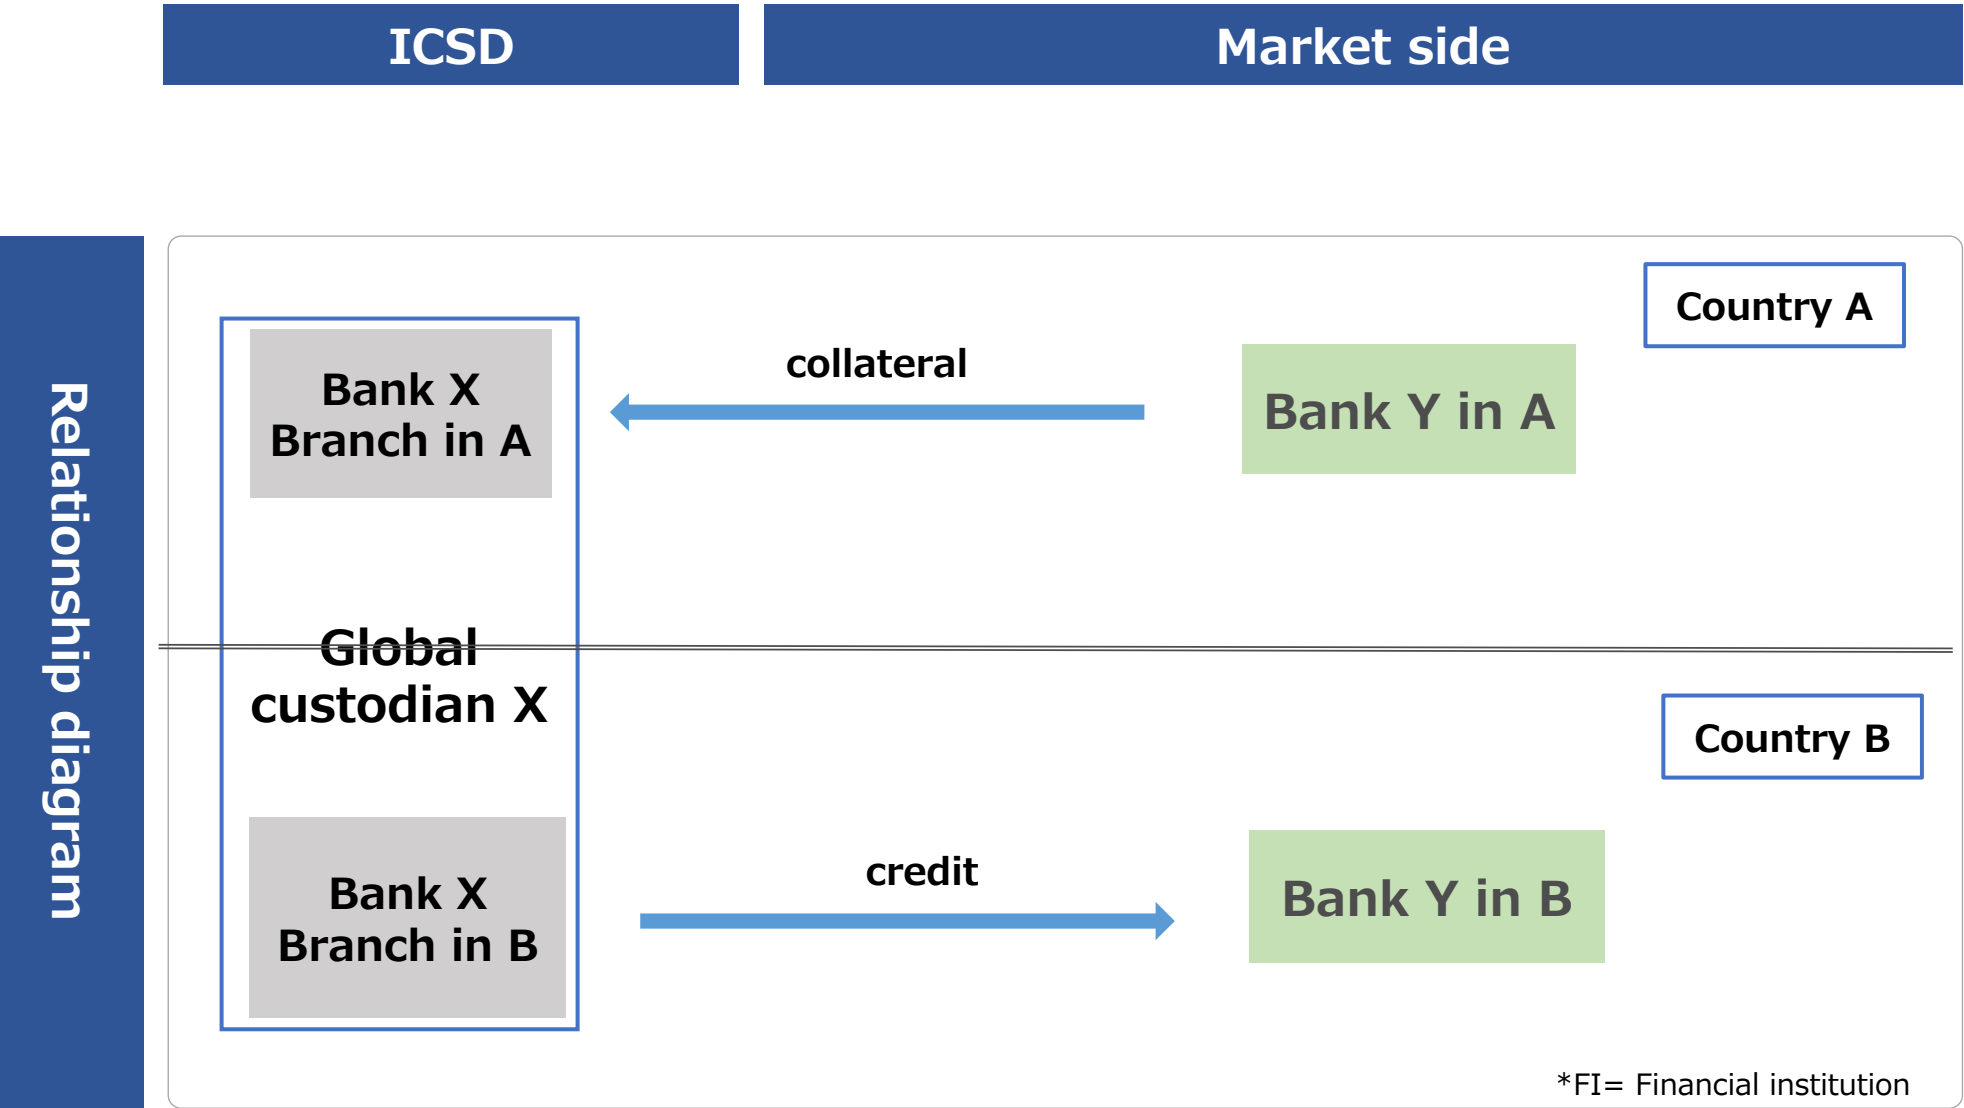 ICSD
Market side
Relationship diagram
Country A
collateral
Bank X
Branch in A
Bank Y in A
Global
custodian X
Country B
credit
Bank X
Branch in B
Bank Y in B
*FI= Financial institution